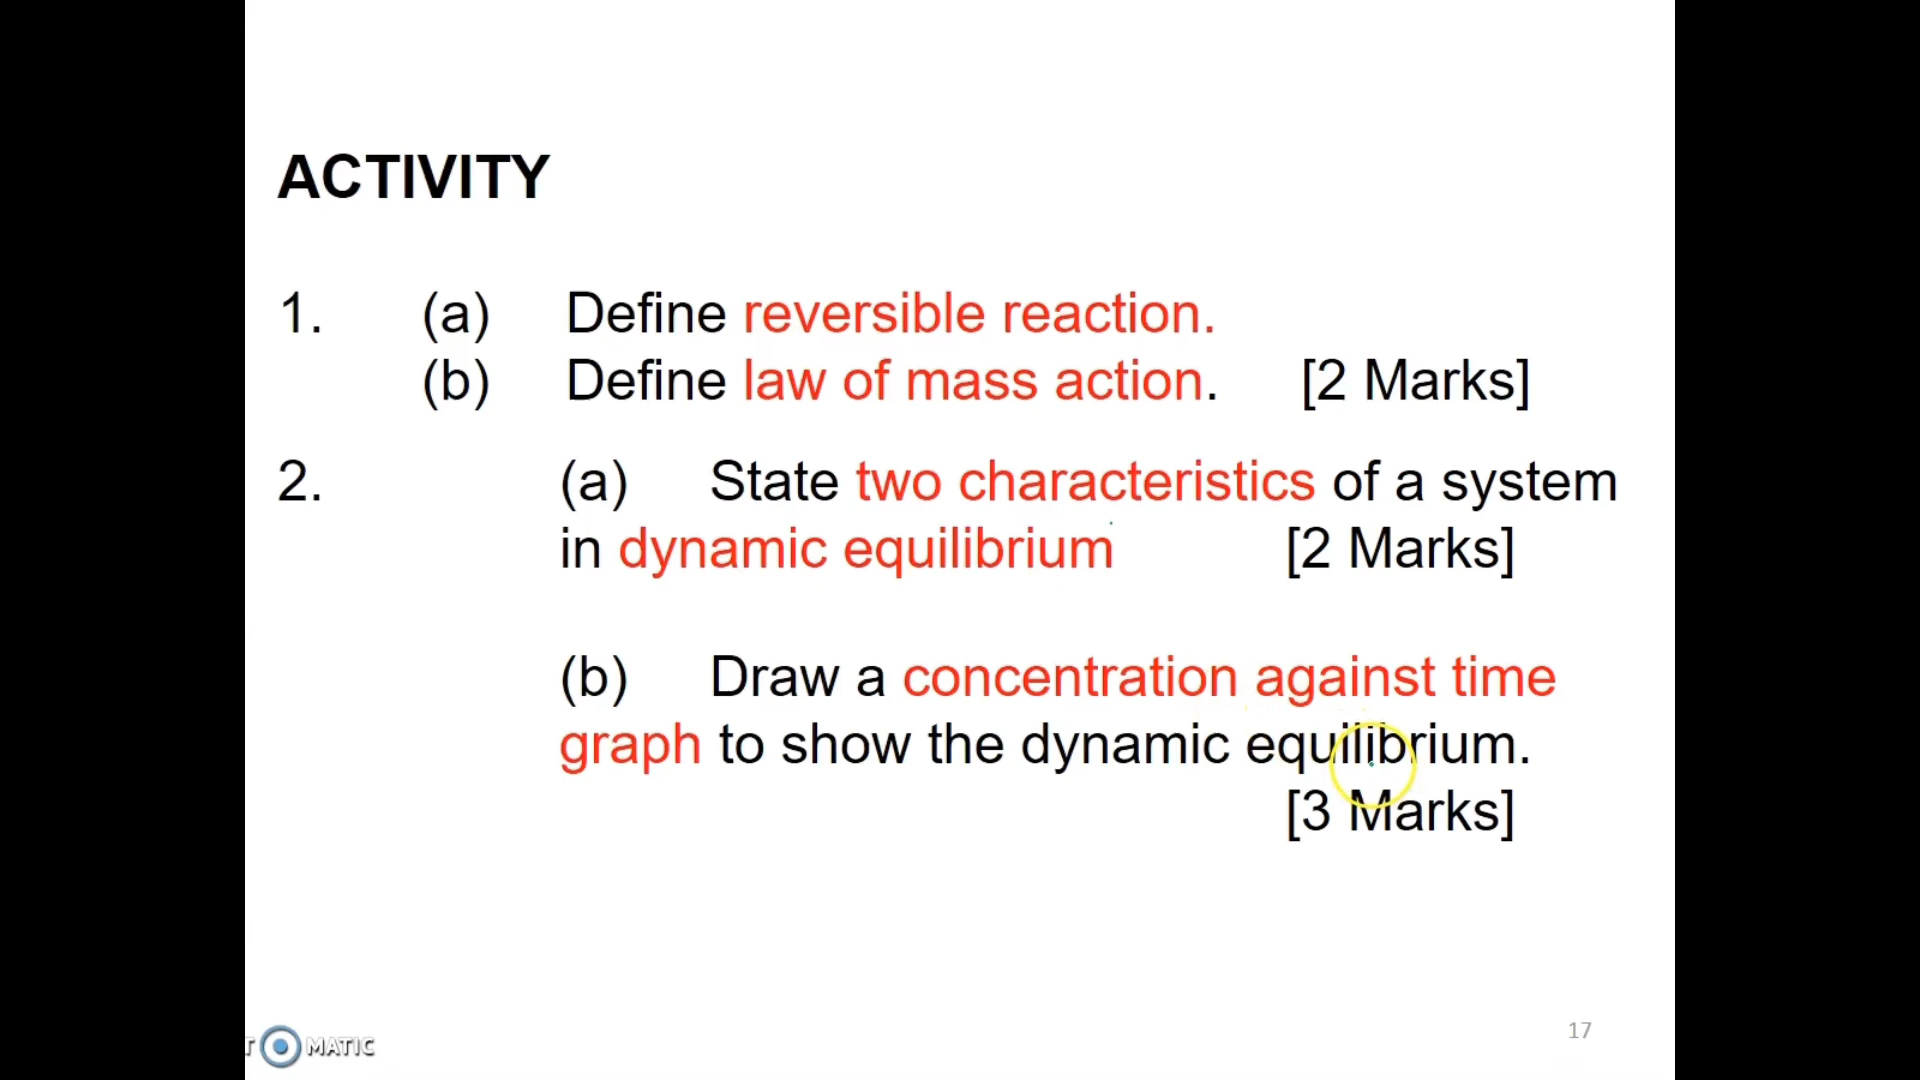 ACTIVITY
1. (a) Define reversible reaction.
(b) Define law of mass action. [2 Marks]
2. (a) State two characteristics of a system
in dynamic equilibrium [2 Marks]
(b) Draw a concentration against time
graph to show the dynamic equilibrium.
[3 Marks]
T MATIC
17